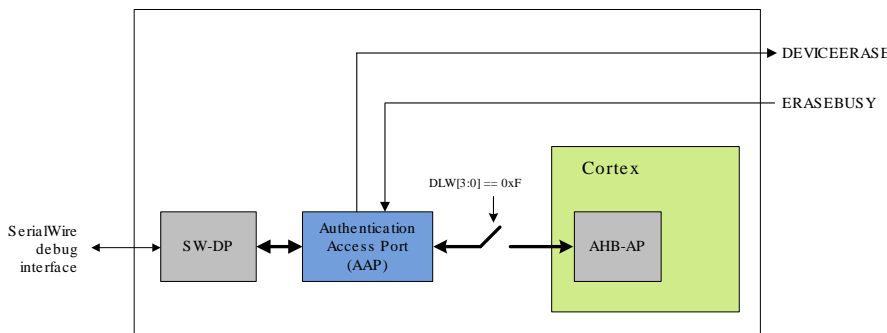 DEVICEERASE
ERASEBUSY
Cortex
DLW[3:0] == 0xF
SerialWire
debug
interface
SW-DP
Authentication
Access Port
(AAP)
AHB-AP